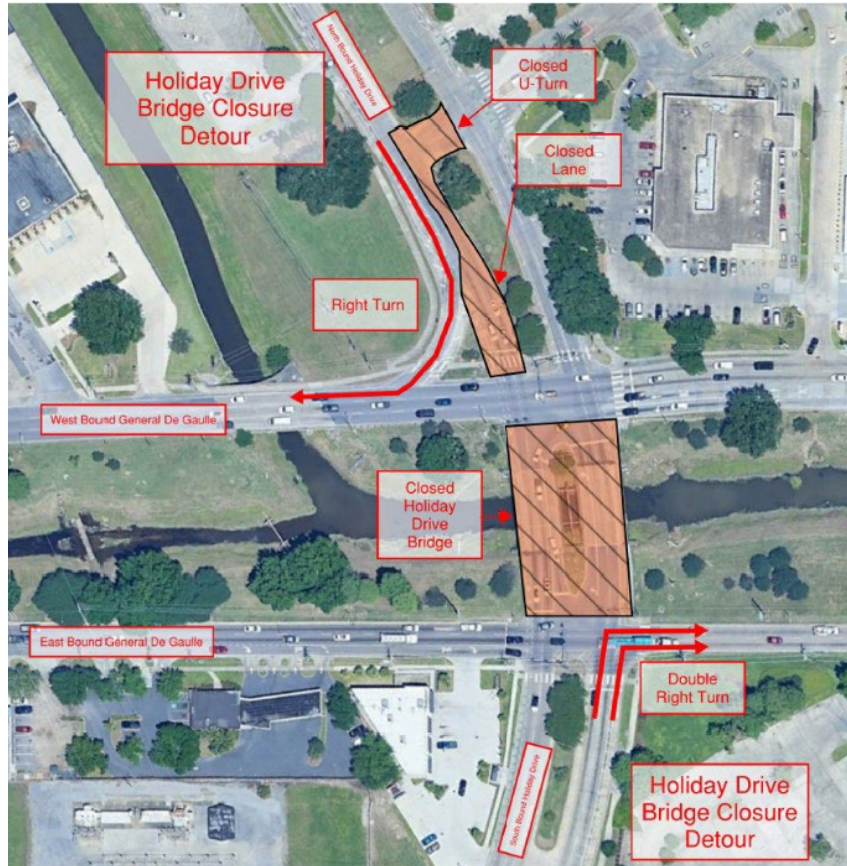 Holiday Drive
Bridge Closure
Detour
North Bound Holiday Drive
Closed
U-Turn
Closed
Lane
Right Turn
West Bound General De Gaulle
Closed
Holiday
Drive
Bridge
East Bound General De Gaulle
Double
Right Turn
South Bound Holiday Drive
Holiday Drive
Bridge Closure
Detour